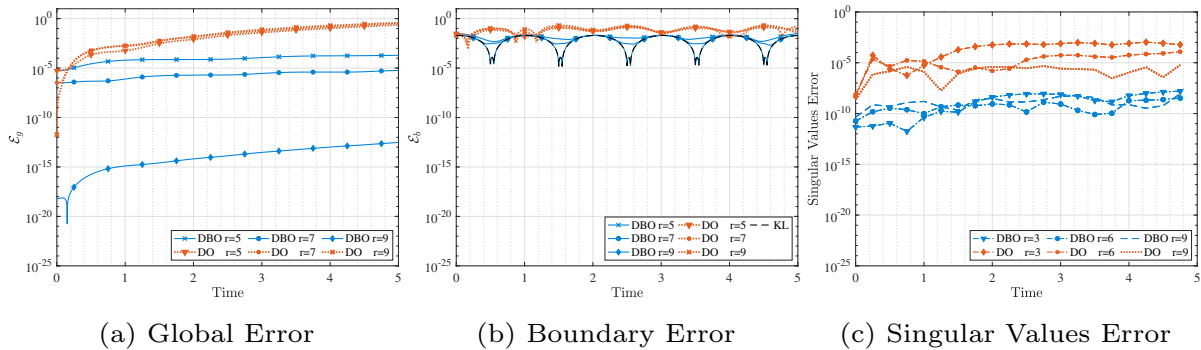 10^0
10^-5
10^-10
10^-15
10^-20
10^-25
ℰ_g
0 1 2 3 4 5
Time
DBO r=5 DBO r=7 DBO r=9
DO r=5 DO r=7 DO r=9
(a) Global Error
10^0
10^-5
10^-10
10^-15
10^-20
10^-25
ℰ_b
0 1 2 3 4 5
Time
DBO r=5 DO r=5 KL
DBO r=7 DO r=7
DBO r=9 DO r=9
(b) Boundary Error
10^0
10^-5
10^-10
10^-15
10^-20
10^-25
Singular Values Error
0 1 2 3 4 5
Time
DBO r=3 DBO r=6 DBO r=9
DO r=3 DO r=6 DO r=9
(c) Singular Values Error